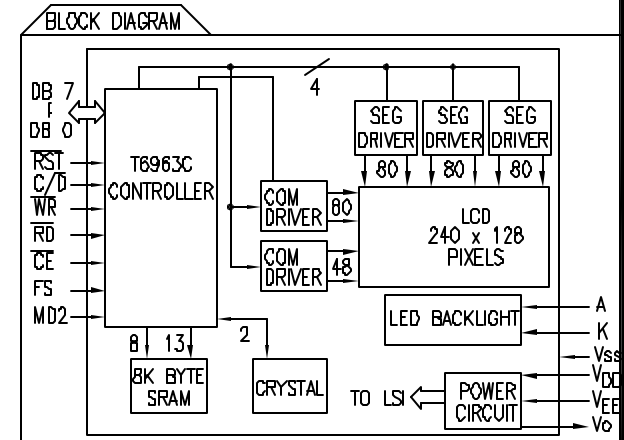 BLOCK DIAGRAM
DB 7
DB 0
RST
C/D
WR
RD
CE
FS
MD2
T6963C
CONTROLLER
4
SEG
DRIVER
SEG
DRIVER
SEG
DRIVER
80
80
80
COM
DRIVER
80
COM
DRIVER
48
LCD
240 x 128
PIXELS
LED BACKLIGHT
A
K
Vss
VDD
VEE
Vo
8
13
2
8K BYTE
SRAM
CRYSTAL
TO LSI
POWER
CIRCUIT